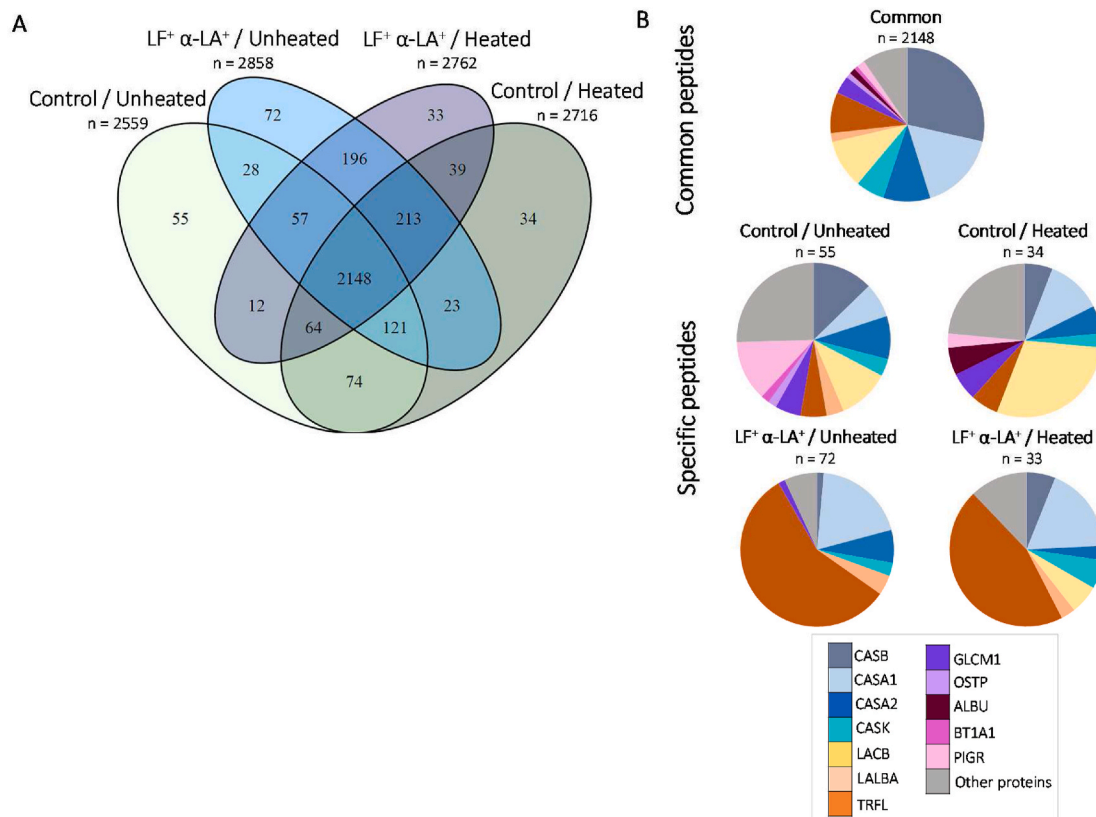 A
LF⁺ α-LA⁺ / Unheated
n = 2858
LF⁺ α-LA⁺ / Heated
n = 2762
Control / Unheated
n = 2559
Control / Heated
n = 2716
72
33
28
196
39
55
57
213
34
2148
12
23
64
121
74
B
Common peptides
Common
n = 2148
Specific peptides
Control / Unheated
n = 55
Control / Heated
n = 34
LF⁺ α-LA⁺ / Unheated
n = 72
LF⁺ α-LA⁺ / Heated
n = 33
CASB
CASA1
CASA2
CASK
LACB
LALBA
TRFL
GLCM1
OSTP
ALBU
BT1A1
PIGR
Other proteins